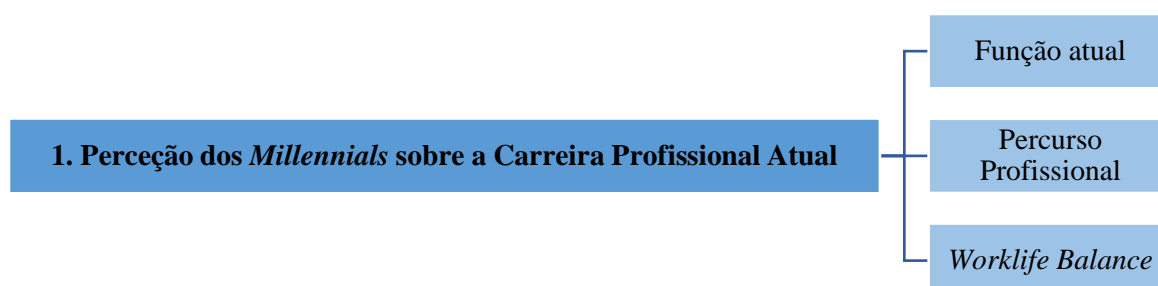 Função atual
1. Perceção dos Millennials sobre a Carreira Profissional Atual
Percurso
Profissional
Worklife Balance